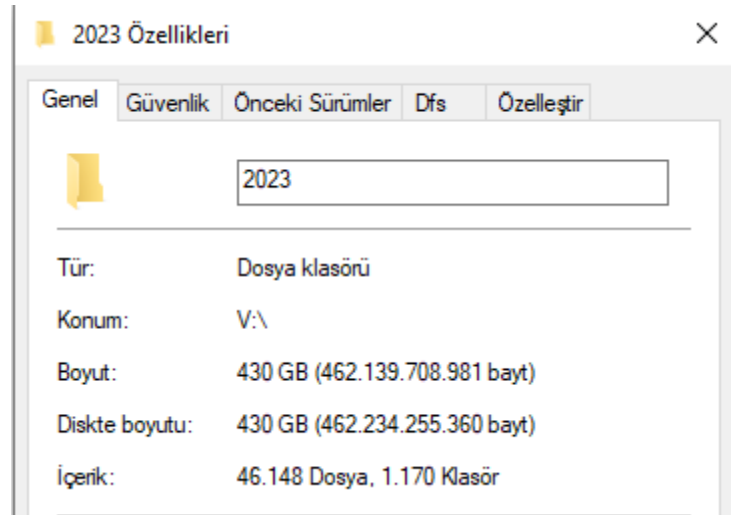 2023 Özellikleri
Genel Güvenlik Önceki Sürümler Dfs Özelleştir
2023
Tür: Dosya klasörü
Konum: V:\
Boyut: 430 GB (462.139.708.981 bayt)
Diskte boyutu: 430 GB (462.234.255.360 bayt)
İçerik: 46.148 Dosya, 1.170 Klasör